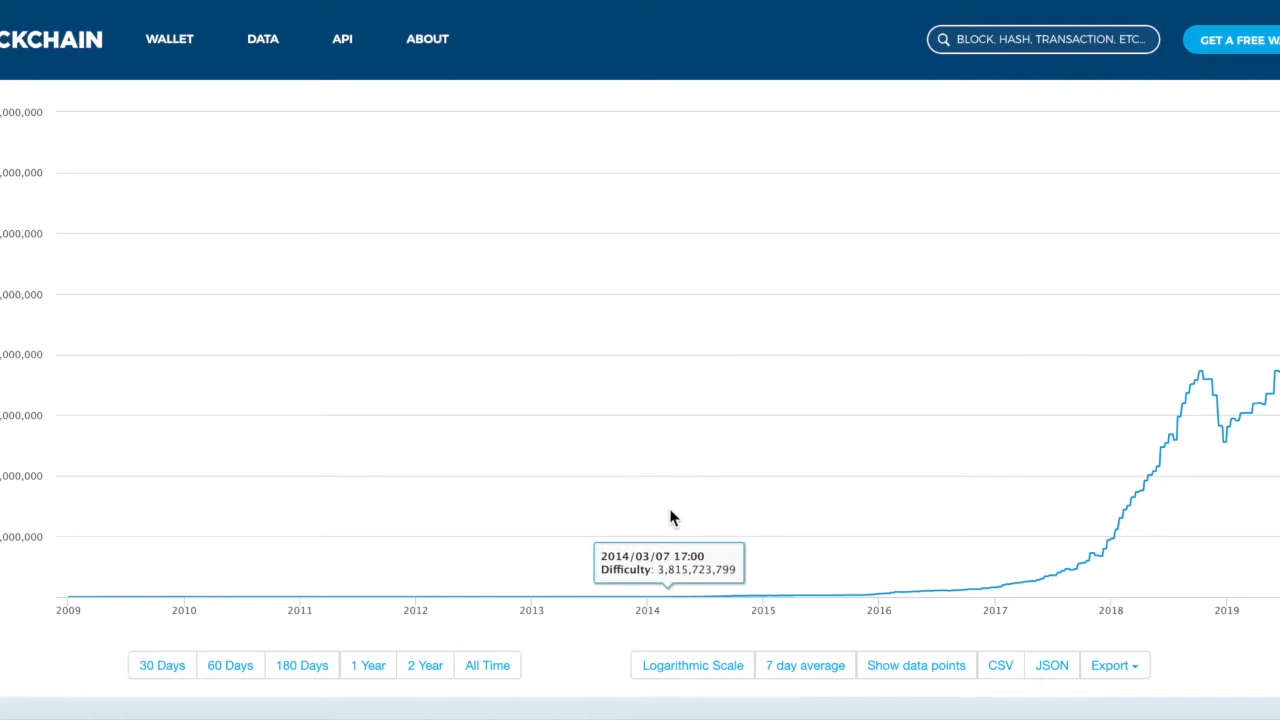 CKCHAIN WALLET DATA API ABOUT BLOCK, HASH, TRANSACTION, ETC... GET A FREE W
,000,000
,000,000
,000,000
,000,000
,000,000
,000,000
,000,000
,000,000
2014/03/07 17:00
Difficulty: 3,815,723,799
2009 2010 2011 2012 2013 2014 2015 2016 2017 2018 2019
30 Days 60 Days 180 Days 1 Year 2 Year All Time Logarithmic Scale 7 day average Show data points CSV JSON Export